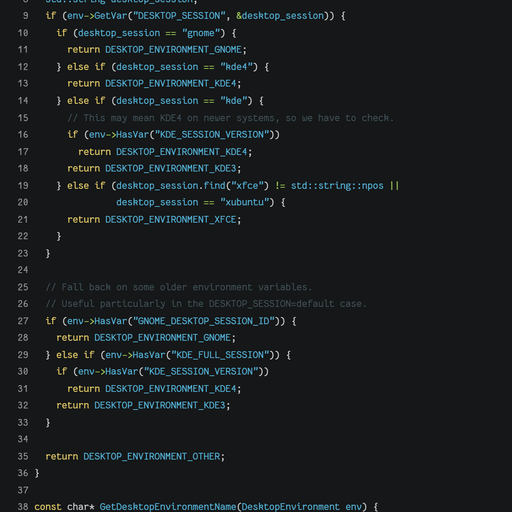 8   std::string desktop_session;
9   if (env->GetVar("DESKTOP_SESSION", &desktop_session)) {
10     if (desktop_session == "gnome") {
11       return DESKTOP_ENVIRONMENT_GNOME;
12     } else if (desktop_session == "kde4") {
13       return DESKTOP_ENVIRONMENT_KDE4;
14     } else if (desktop_session == "kde") {
15       // This may mean KDE4 on newer systems, so we have to check.
16       if (env->HasVar("KDE_SESSION_VERSION"))
17         return DESKTOP_ENVIRONMENT_KDE4;
18       return DESKTOP_ENVIRONMENT_KDE3;
19     } else if (desktop_session.find("xfce") != std::string::npos ||
20                desktop_session == "xubuntu") {
21       return DESKTOP_ENVIRONMENT_XFCE;
22     }
23   }
24
25   // Fall back on some older environment variables.
26   // Useful particularly in the DESKTOP_SESSION=default case.
27   if (env->HasVar("GNOME_DESKTOP_SESSION_ID")) {
28     return DESKTOP_ENVIRONMENT_GNOME;
29   } else if (env->HasVar("KDE_FULL_SESSION")) {
30     if (env->HasVar("KDE_SESSION_VERSION"))
31       return DESKTOP_ENVIRONMENT_KDE4;
32     return DESKTOP_ENVIRONMENT_KDE3;
33   }
34
35   return DESKTOP_ENVIRONMENT_OTHER;
36 }
37
38 const char* GetDesktopEnvironmentName(DesktopEnvironment env) {